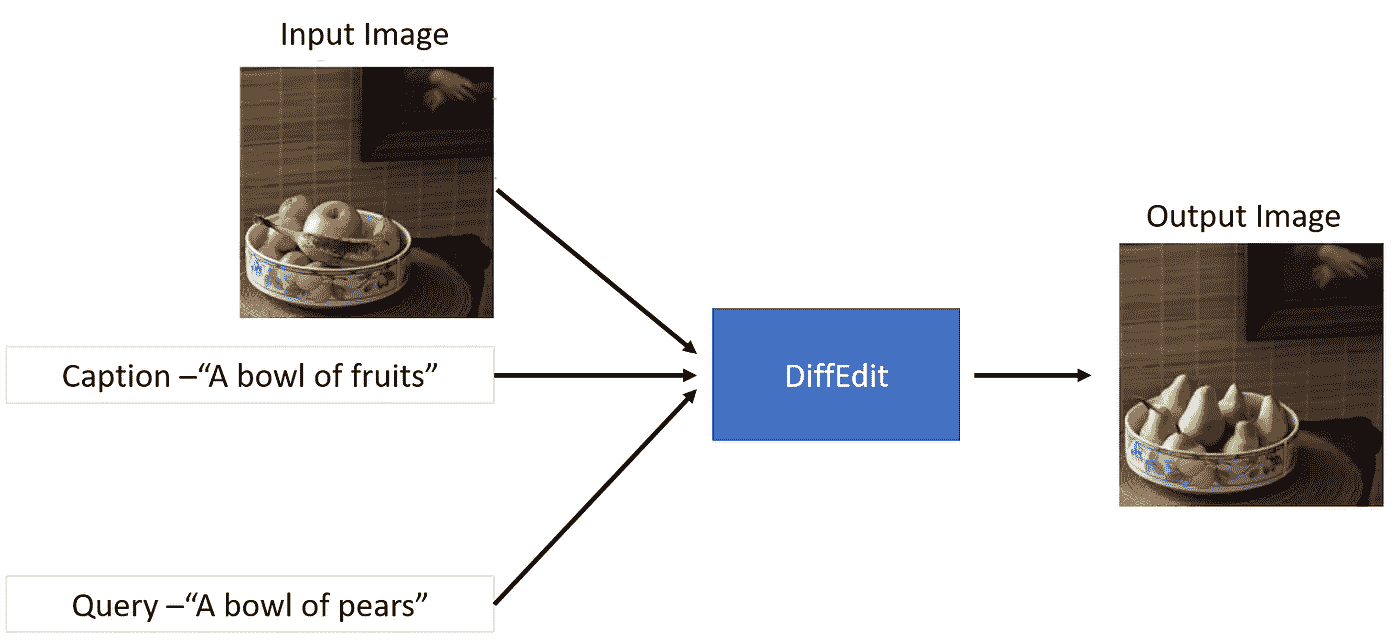 Input Image
Caption –“A bowl of fruits”
DiffEdit
Output Image
Query –“A bowl of pears”